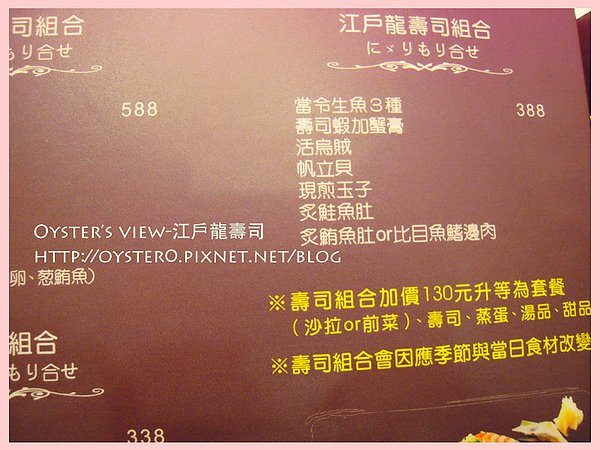 司組合
もり合せ
588
卵、葱鮪魚)
組合
もり合せ
338
江戶龍壽司組合
にぎりもり合せ
388
當令生魚3種
壽司蝦加蟹膏
活烏賊
帆立貝
現煎玉子
炙鮭魚肚
炙鮪魚肚or比目魚鰭邊肉
※壽司組合加價130元升等為套餐
(沙拉or前菜)、壽司、蒸蛋、湯品、甜品
※壽司組合會因應季節與當日食材改變
Oyster's view-江戶龍壽司
http://oyster0.pixnet.net/blog